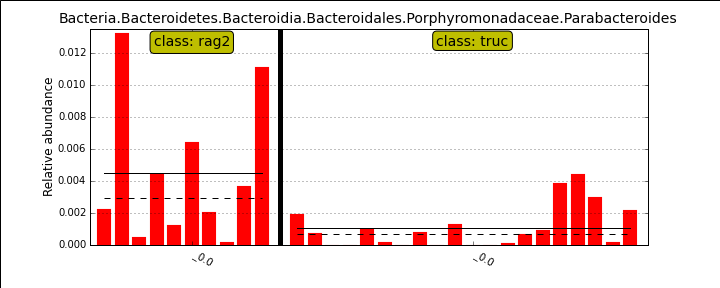 Bacteria.Bacteroidetes.Bacteroidia.Bacteroidales.Porphyromonadaceae.Parabacteroides
class: rag2
class: truc
Relative abundance
0.012
0.010
0.008
0.006
0.004
0.002
0.000
-0.0
-0.0